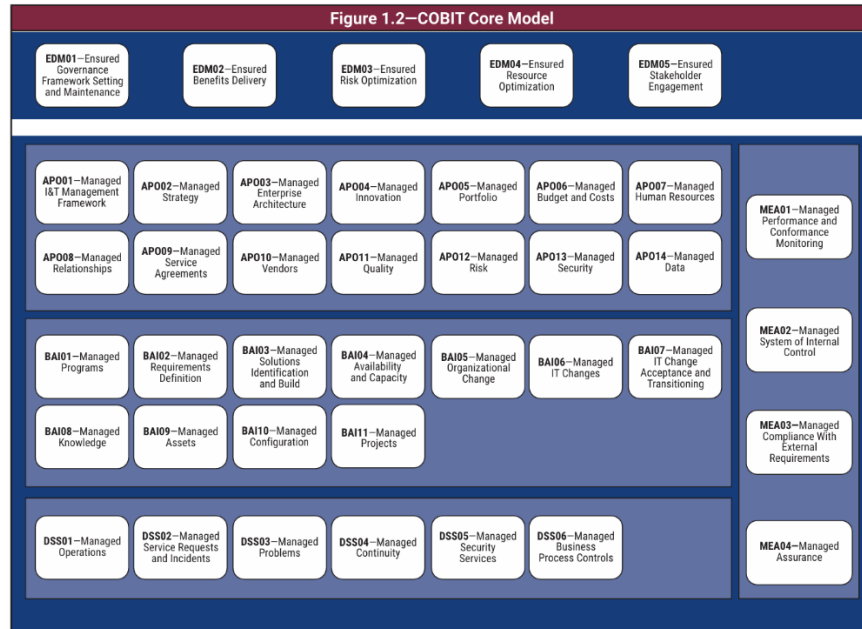 Figure 1.2—COBIT Core Model
EDM01—Ensured
Governance
Framework Setting
and Maintenance
EDM02—Ensured
Benefits Delivery
EDM03—Ensured
Risk Optimization
EDM04—Ensured
Resource
Optimization
EDM05—Ensured
Stakeholder
Engagement
APO01—Managed
I&T Management
Framework
APO02—Managed
Strategy
APO03—Managed
Enterprise
Architecture
APO04—Managed
Innovation
APO05—Managed
Portfolio
APO06—Managed
Budget and Costs
APO07—Managed
Human Resources
APO08—Managed
Relationships
APO09—Managed
Service
Agreements
APO10—Managed
Vendors
APO11—Managed
Quality
APO12—Managed
Risk
APO13—Managed
Security
APO14—Managed
Data
BAI01—Managed
Programs
BAI02—Managed
Requirements
Definition
BAI03—Managed
Solutions
Identification
and Build
BAI04—Managed
Availability
and Capacity
BAI05—Managed
Organizational
Change
BAI06—Managed
IT Changes
BAI07—Managed
IT Change
Acceptance and
Transitioning
BAI08—Managed
Knowledge
BAI09—Managed
Assets
BAI10—Managed
Configuration
BAI11—Managed
Projects
DSS01—Managed
Operations
DSS02—Managed
Service Requests
and Incidents
DSS03—Managed
Problems
DSS04—Managed
Continuity
DSS05—Managed
Security
Services
DSS06—Managed
Business
Process Controls
MEA01—Managed
Performance and
Conformance
Monitoring
MEA02—Managed
System of Internal
Control
MEA03—Managed
Compliance With
External
Requirements
MEA04—Managed
Assurance